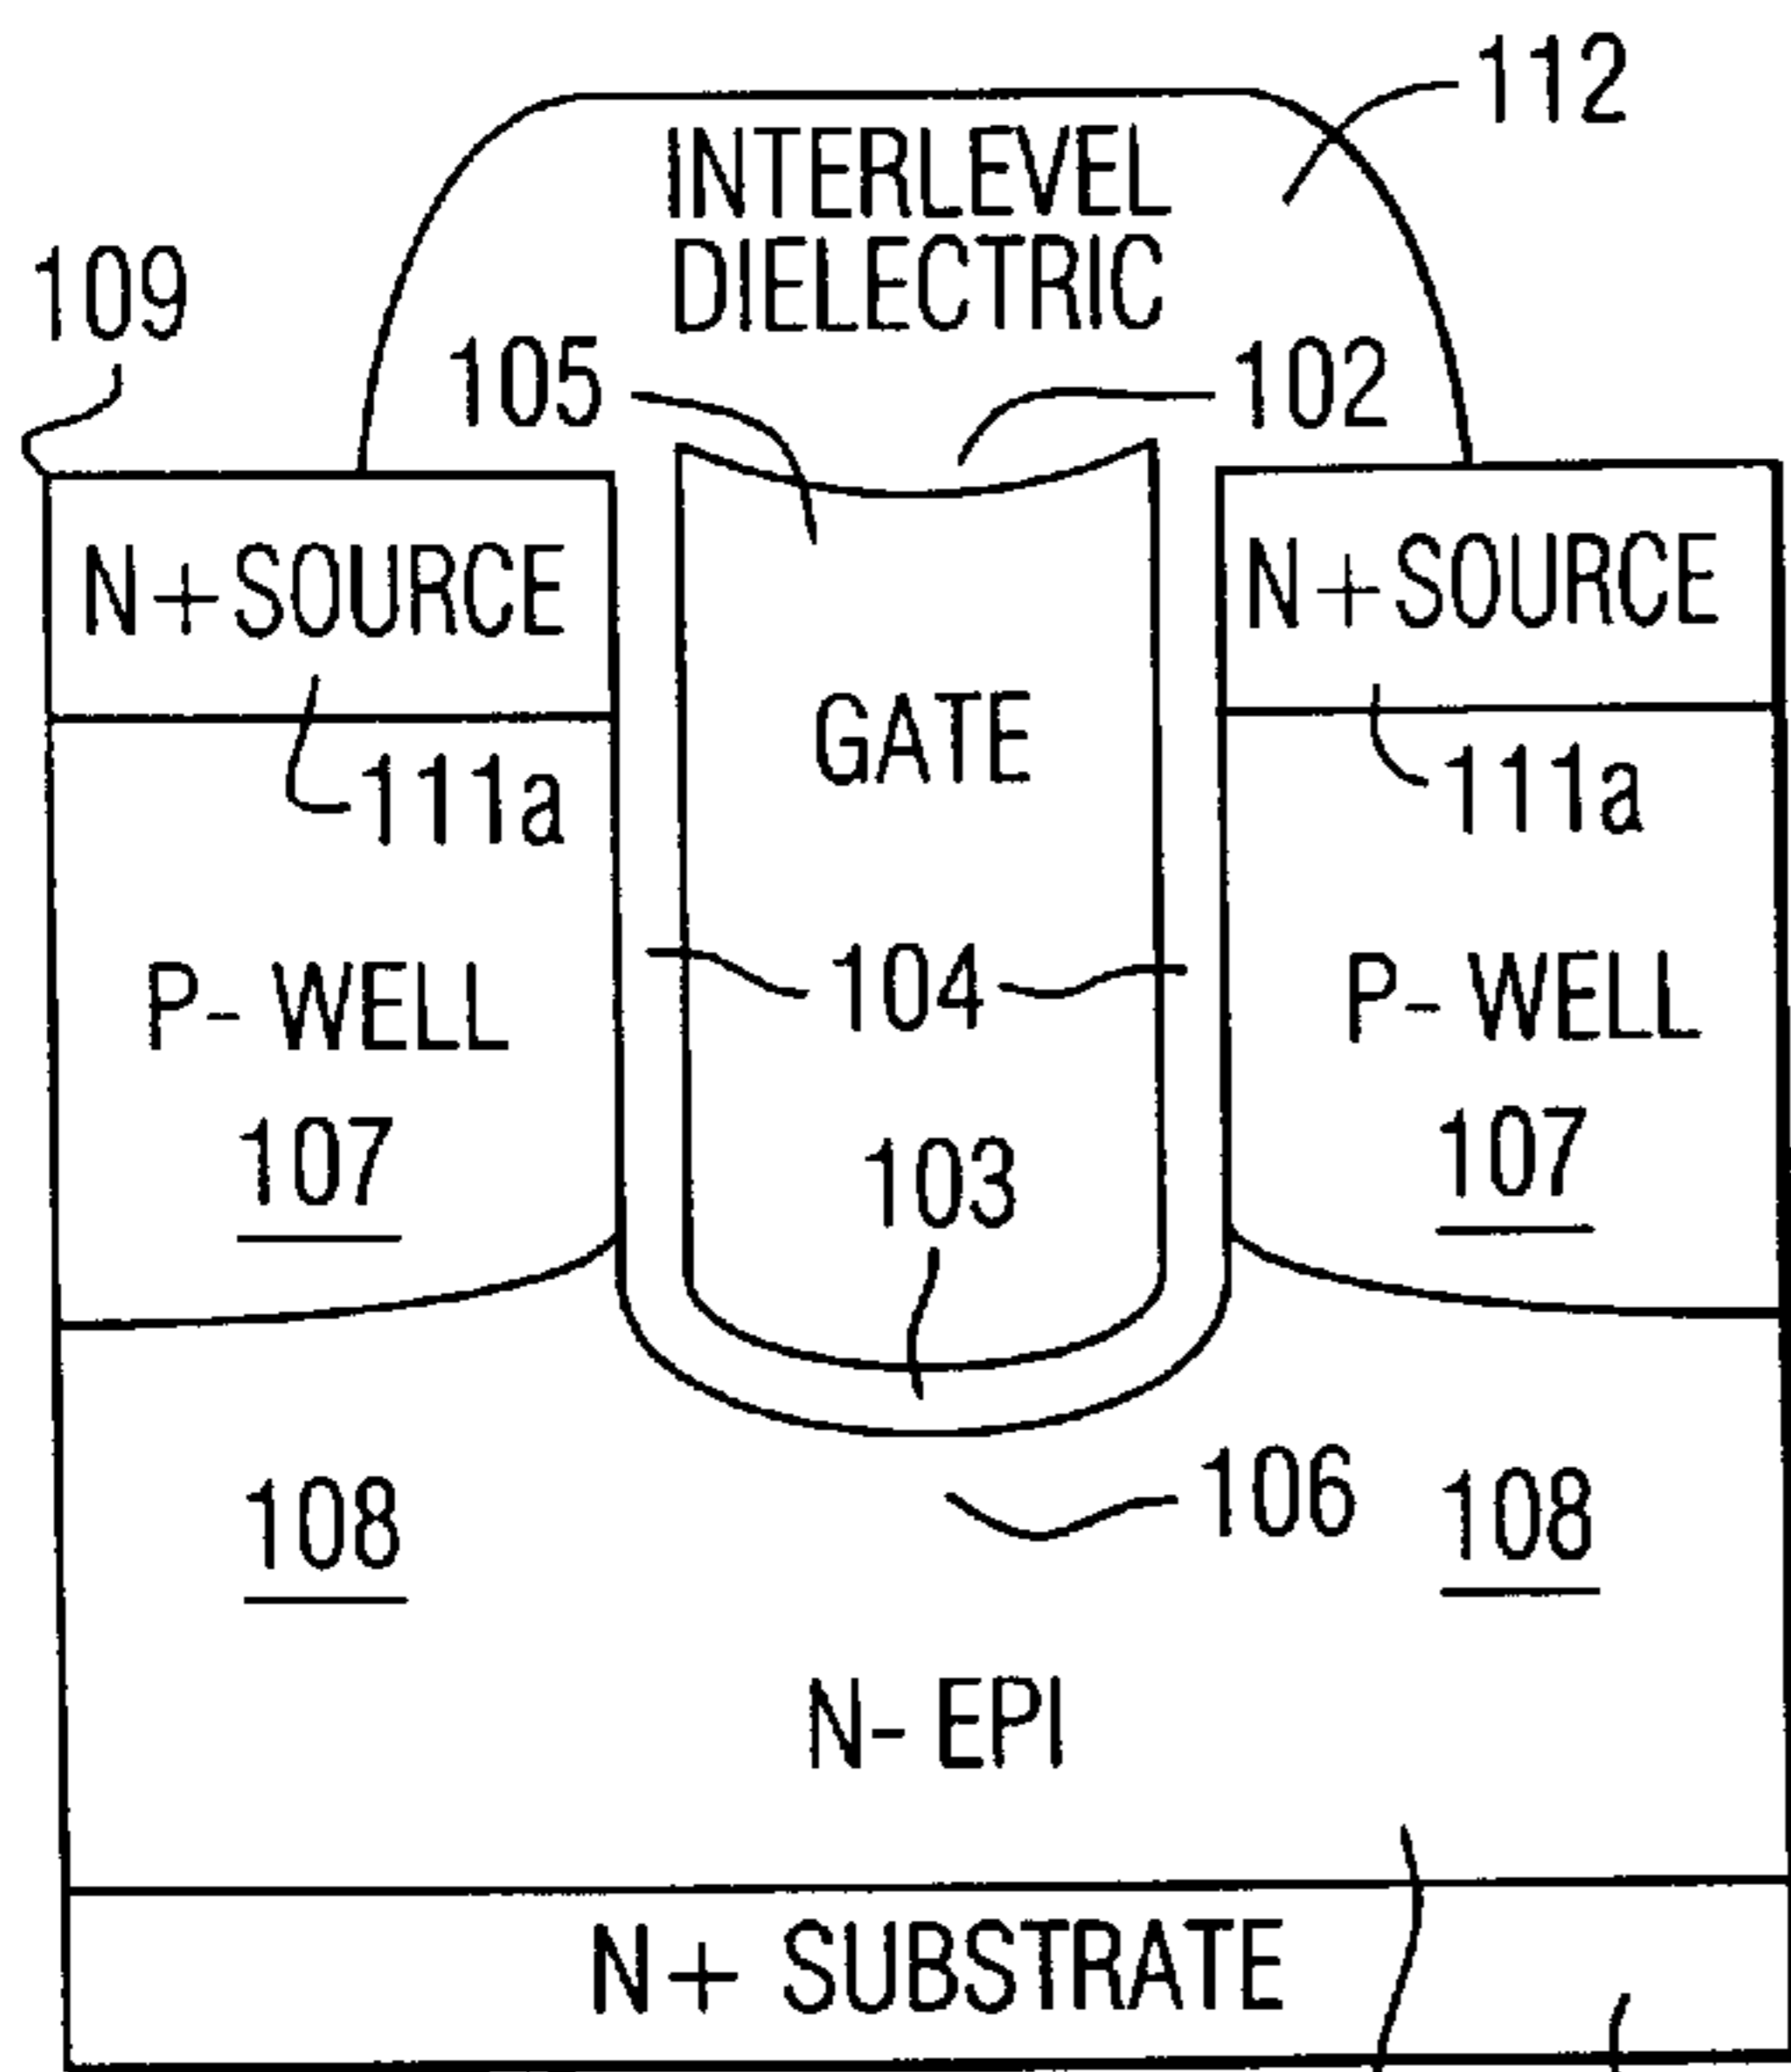 112
INTERLEVEL
DIELECTRIC
109
105
102
N+SOURCE
N+SOURCE
GATE
111a
111a
104
P- WELL
P- WELL
103
107
107
106
108
108
N- EPI
N+ SUBSTRATE